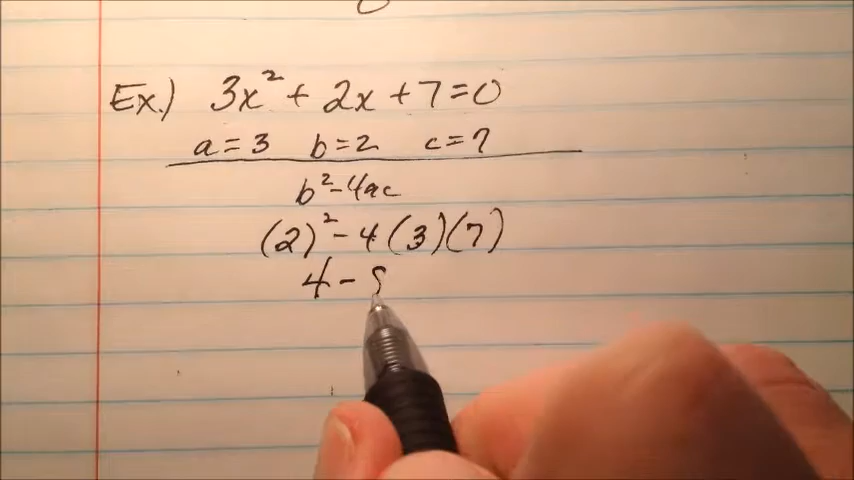 Ex.) 3x² + 2x + 7 = 0
a = 3 b = 2 c = 7
b² - 4ac
(2)² - 4(3)(7)
4 -